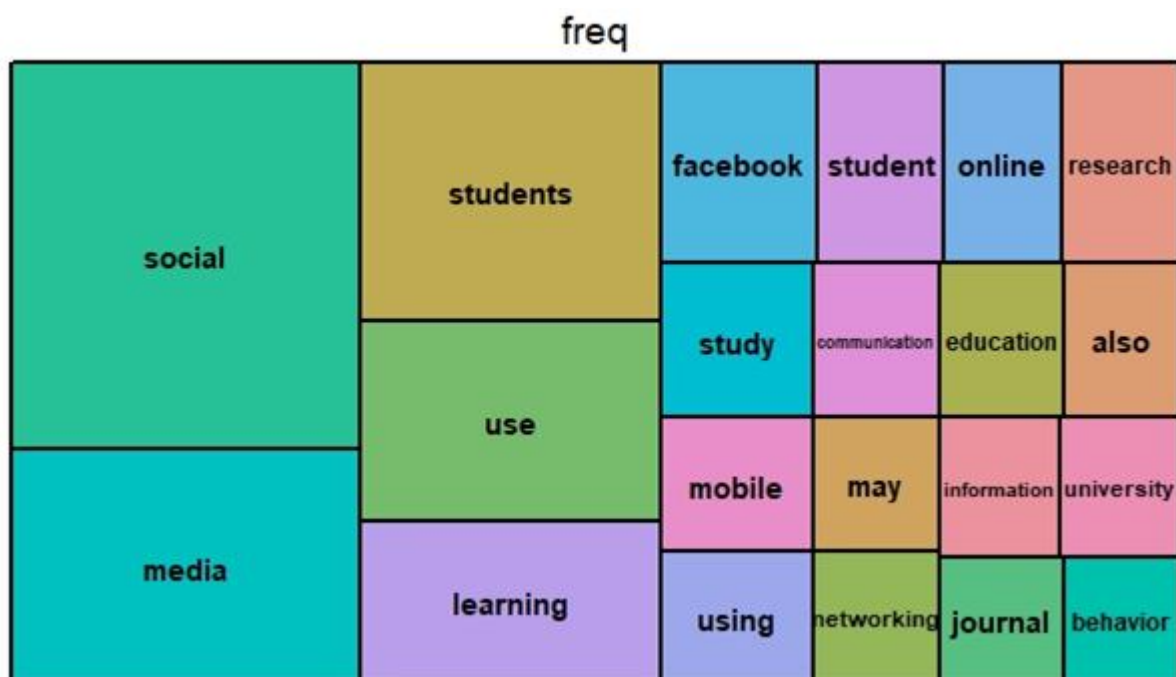 freq
social
media
students
use
learning
facebook
student
online
research
study
communication
education
also
mobile
may
information
university
using
networking
journal
behavior